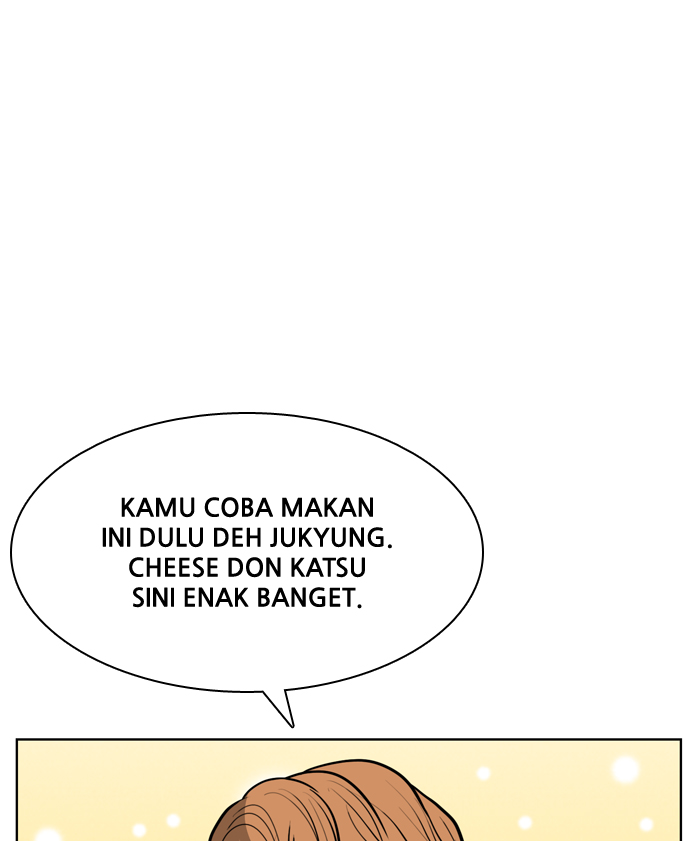 KAMU COBA MAKAN
INI DULU DEH JUKYUNG.
CHEESE DON KATSU
SINI ENAK BANGET.